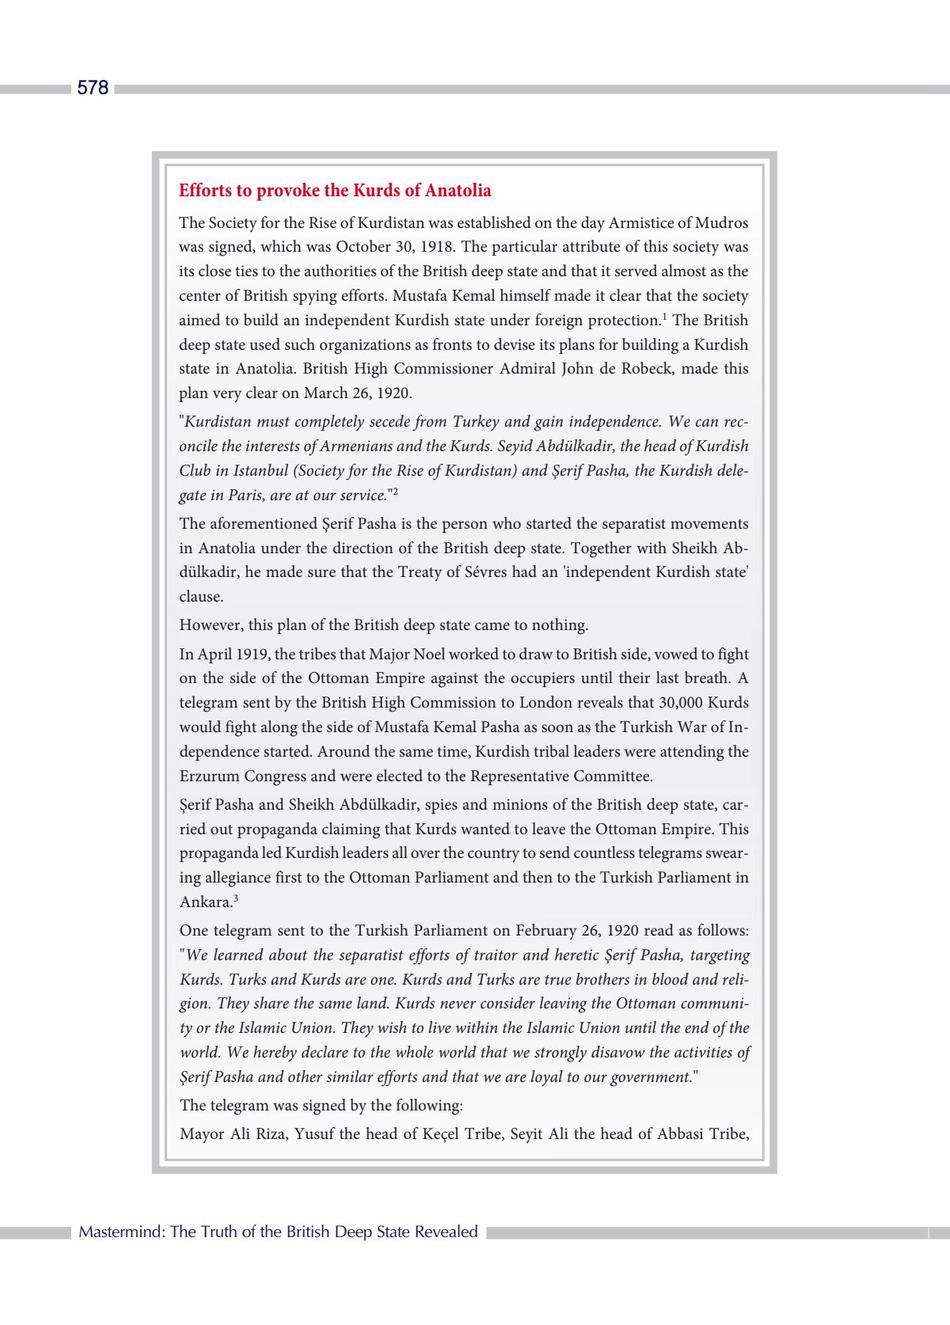 578
Efforts to provoke the Kurds of Anatolia
The Society for the Rise of Kurdistan was established on the day Armistice of Mudros
was signed, which was October 30, 1918. The particular attribute of this society was
its close ties to the authorities of the British deep state and that it served almost as the
center of British spying efforts. Mustafa Kemal himself made it clear that the society
aimed to build an independent Kurdish state under foreign protection.¹ The British
deep state used such organizations as fronts to devise its plans for building a Kurdish
state in Anatolia. British High Commissioner Admiral John de Robeck, made this
plan very clear on March 26, 1920.
"Kurdistan must completely secede from Turkey and gain independence. We can rec-
oncile the interests of Armenians and the Kurds. Seyid Abdülkadir, the head of Kurdish
Club in Istanbul (Society for the Rise of Kurdistan) and Şerif Pasha, the Kurdish dele-
gate in Paris, are at our service."²
The aforementioned Şerif Pasha is the person who started the separatist movements
in Anatolia under the direction of the British deep state. Together with Sheikh Ab-
dülkadir, he made sure that the Treaty of Sévres had an 'independent Kurdish state'
clause.
However, this plan of the British deep state came to nothing.
In April 1919, the tribes that Major Noel worked to draw to British side, vowed to fight
on the side of the Ottoman Empire against the occupiers until their last breath. A
telegram sent by the British High Commission to London reveals that 30,000 Kurds
would fight along the side of Mustafa Kemal Pasha as soon as the Turkish War of In-
dependence started. Around the same time, Kurdish tribal leaders were attending the
Erzurum Congress and were elected to the Representative Committee.
Şerif Pasha and Sheikh Abdülkadir, spies and minions of the British deep state, car-
ried out propaganda claiming that Kurds wanted to leave the Ottoman Empire. This
propaganda led Kurdish leaders all over the country to send countless telegrams swear-
ing allegiance first to the Ottoman Parliament and then to the Turkish Parliament in
Ankara.³
One telegram sent to the Turkish Parliament on February 26, 1920 read as follows:
"We learned about the separatist efforts of traitor and heretic Şerif Pasha, targeting
Kurds. Turks and Kurds are one. Kurds and Turks are true brothers in blood and reli-
gion. They share the same land. Kurds never consider leaving the Ottoman communi-
ty or the Islamic Union. They wish to live within the Islamic Union until the end of the
world. We hereby declare to the whole world that we strongly disavow the activities of
Şerif Pasha and other similar efforts and that we are loyal to our government."
The telegram was signed by the following:
Mayor Ali Riza, Yusuf the head of Keçel Tribe, Seyit Ali the head of Abbasi Tribe,
Mastermind: The Truth of the British Deep State Revealed